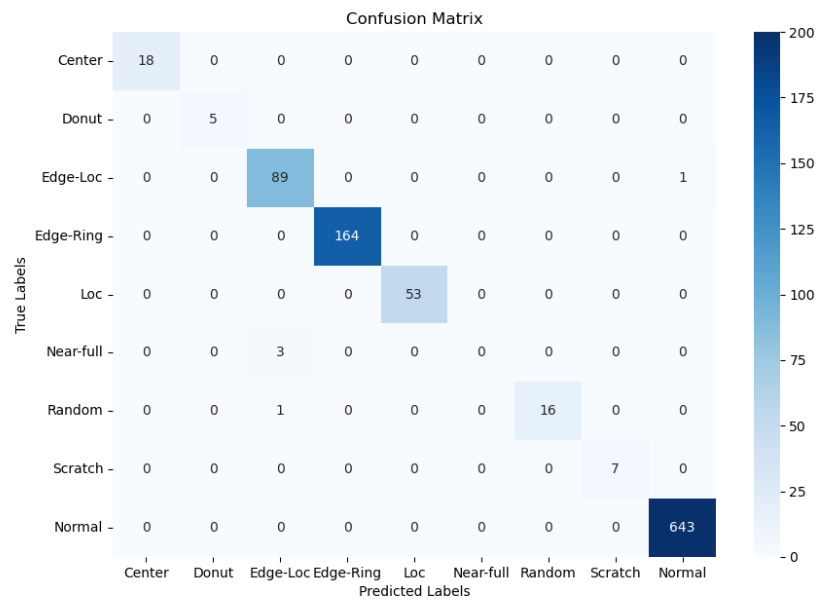 Confusion Matrix
True Labels
Center 18 0 0 0 0 0 0 0 0
Donut 0 5 0 0 0 0 0 0 0
Edge-Loc 0 0 89 0 0 0 0 0 1
Edge-Ring 0 0 0 164 0 0 0 0 0
Loc 0 0 0 0 53 0 0 0 0
Near-full 0 0 3 0 0 0 0 0 0
Random 0 0 1 0 0 0 16 0 0
Scratch 0 0 0 0 0 0 0 7 0
Normal 0 0 0 0 0 0 0 0 643
Center Donut Edge-Loc Edge-Ring Loc Near-full Random Scratch Normal
Predicted Labels
200
175
150
125
100
75
50
25
0